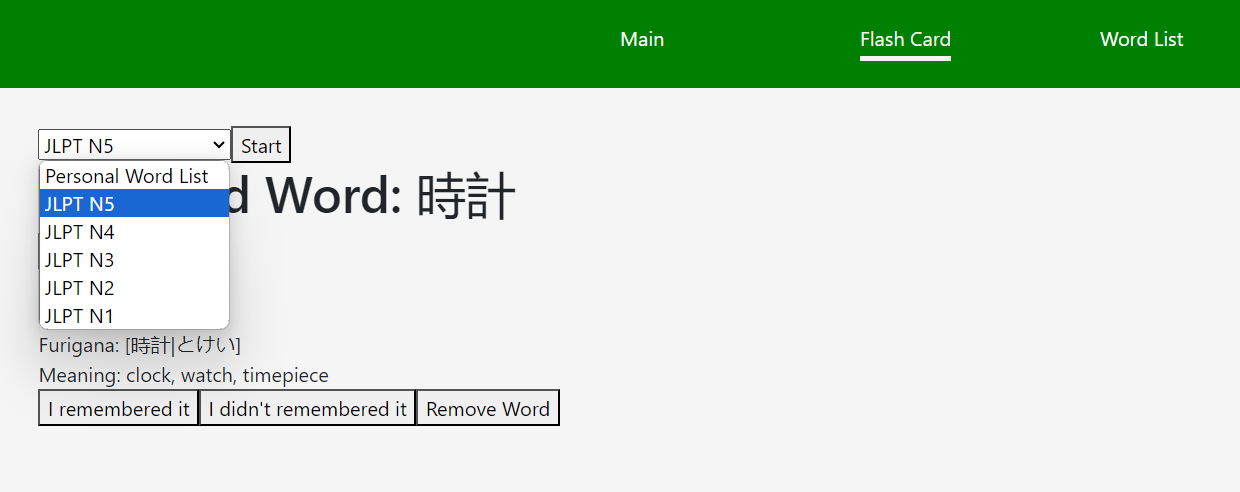 Main Flash Card Word List
JLPT N5 Start
Personal Word List
JLPT N5
Word: 時計
JLPT N4
JLPT N3
JLPT N2
JLPT N1
Furigana: [時計|とけい]
Meaning: clock, watch, timepiece
I remembered it I didn't remembered it Remove Word